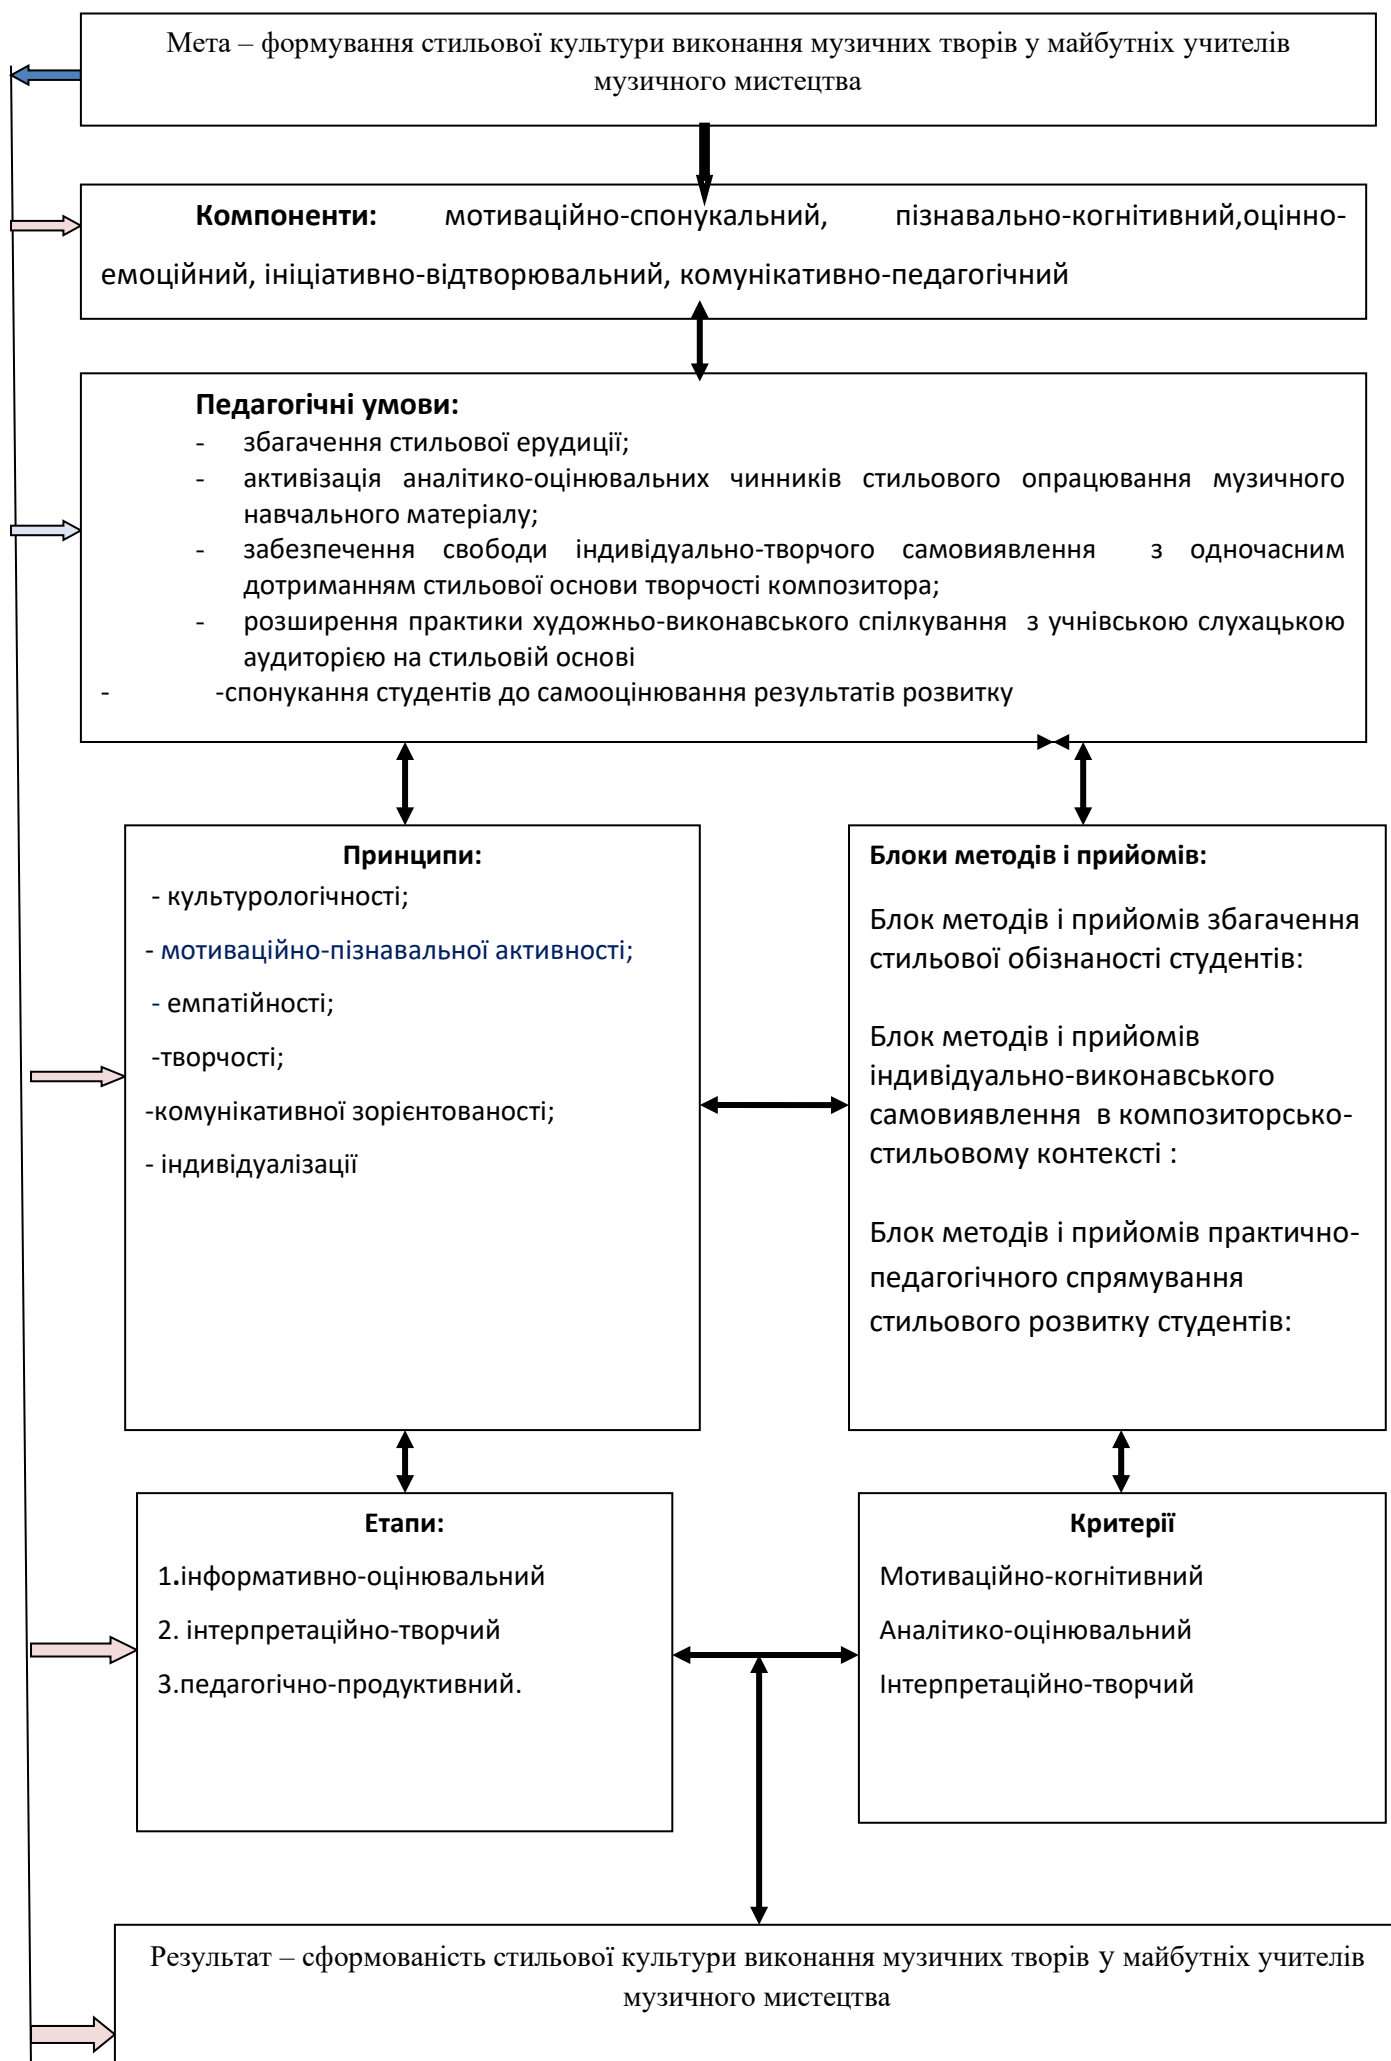 Мета – формування стильової культури виконання музичних творів у майбутніх учителів
музичного мистецтва
Компоненти: мотиваційно-спонукальний, пізнавально-когнітивний,оцінно-
емоційний, ініціативно-відтворювальний, комунікативно-педагогічний
Педагогічні умови:
- збагачення стильової ерудиції;
- активізація аналітико-оцінювальних чинників стильового опрацювання музичного
навчального матеріалу;
- забезпечення свободи індивідуально-творчого самовиявлення з одночасним
дотриманням стильової основи творчості композитора;
- розширення практики художньо-виконавського спілкування з учнівською слухацькою
аудиторією на стильовій основі
- -спонукання студентів до самооцінювання результатів розвитку
Принципи:
- культурологічності;
- мотиваційно-пізнавальної активності;
- емпатійності;
-творчості;
-комунікативної зорієнтованості;
- індивідуалізації
Блоки методів і прийомів:
Блок методів і прийомів збагачення
стильової обізнаності студентів:
Блок методів і прийомів
індивідуально-виконавського
самовиявлення в композиторсько-
стильовому контексті :
Блок методів і прийомів практично-
педагогічного спрямування
стильового розвитку студентів:
Етапи:
1.інформативно-оцінювальний
2. інтерпретаційно-творчий
3.педагогічно-продуктивний.
Критерії
Мотиваційно-когнітивний
Аналітико-оцінювальний
Інтерпретаційно-творчий
Результат – сформованість стильової культури виконання музичних творів у майбутніх учителів
музичного мистецтва